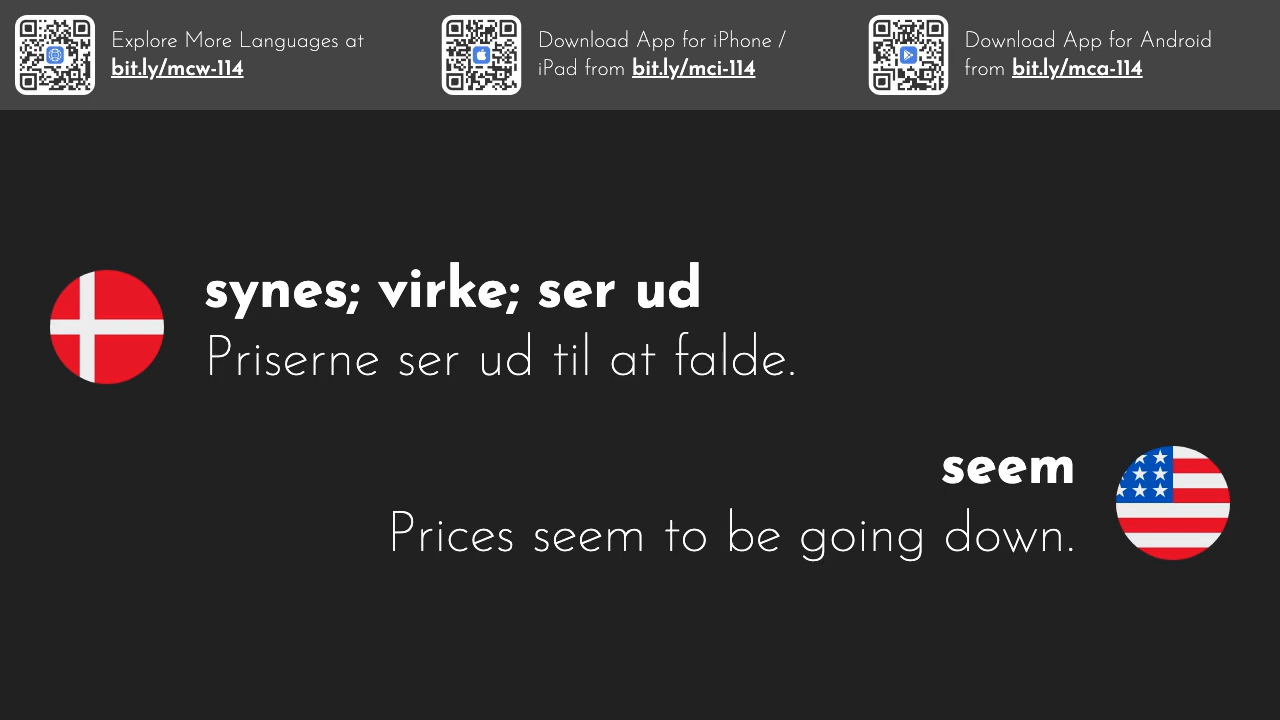 Explore More Languages at
bit.ly/mcw-114
Download App for iPhone /
iPad from bit.ly/mci-114
Download App for Android
from bit.ly/mca-114
synes; virke; ser ud
Priserne ser ud til at falde.
seem
Prices seem to be going down.